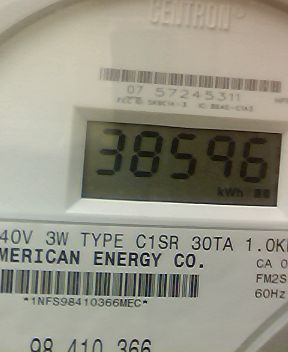 CENTRON®
07 57245311
38596
kWh
40V 3W TYPE C1SR 30TA 1.0K
MERICAN ENERGY CO.
CA 0
FM2S
60Hz
*1NFS98410366MEC*
98 410 366